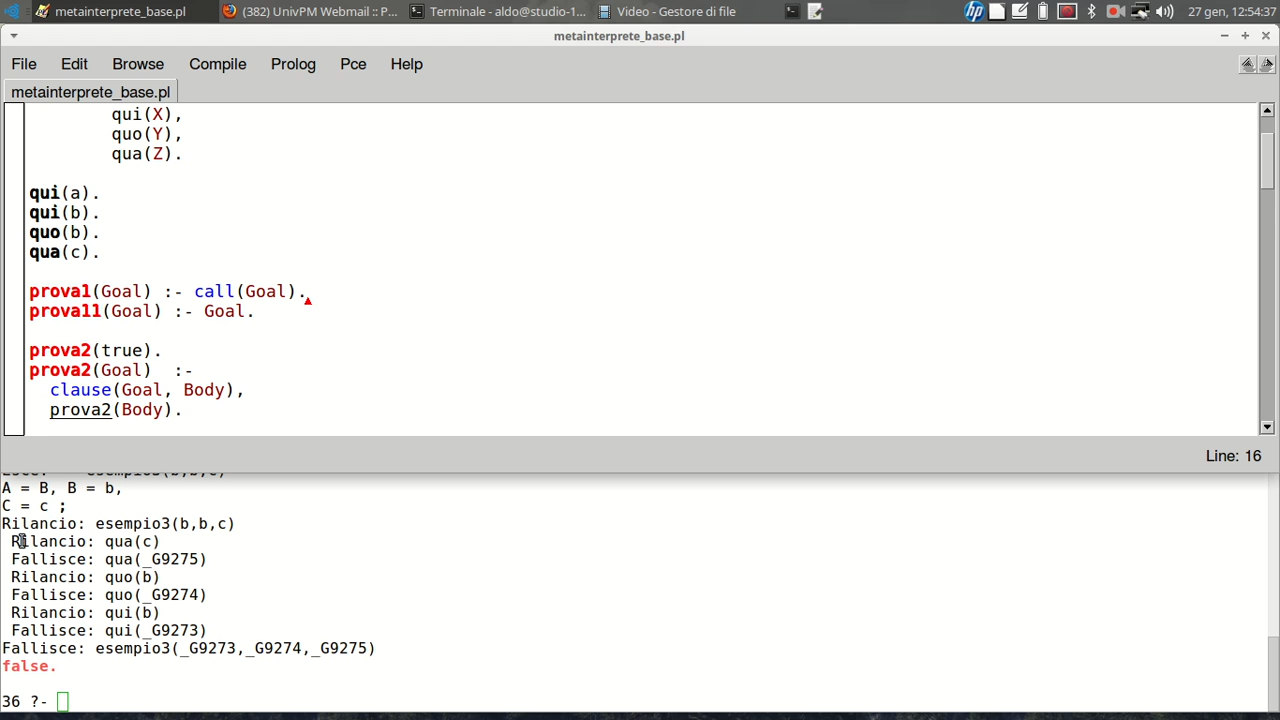 metainterprete_base.pl
(382) UnivPM Webmail :: P...
Terminale - aldo@studio-1...
Video - Gestore di file
27 gen, 12:54:37
metainterprete_base.pl
File Edit Browse Compile Prolog Pce Help
metainterprete_base.pl
qui(X),
quo(Y),
qua(Z).
qui(a).
qui(b).
quo(b).
qua(c).
prova1(Goal) :- call(Goal).
prova11(Goal) :- Goal.
prova2(true).
prova2(Goal)  :-
clause(Goal, Body),
prova2(Body).
Line: 16
A = B, B = b,
C = c ;
Rilancio: esempio3(b,b,c)
Rilancio: qua(c)
Fallisce: qua(_G9275)
Rilancio: quo(b)
Fallisce: quo(_G9274)
Rilancio: qui(b)
Fallisce: qui(_G9273)
Fallisce: esempio3(_G9273,_G9274,_G9275)
false.
36 ?-